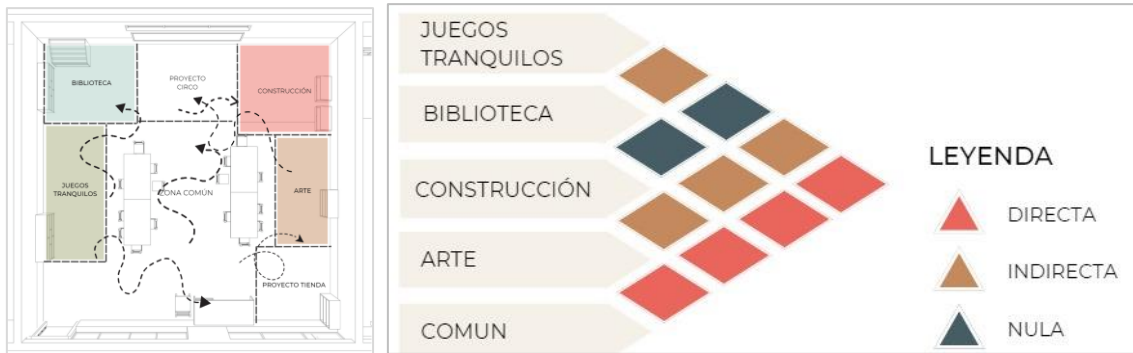 BIBLIOTECA
PROYECTO
CIRCO
CONSTRUCCIÓN
JUEGOS
TRANQUILOS
ZONA COMÚN
ARTE
PROYECTO TIENDA
JUEGOS
TRANQUILOS
BIBLIOTECA
CONSTRUCCIÓN
ARTE
COMUN
LEYENDA
DIRECTA
INDIRECTA
NULA